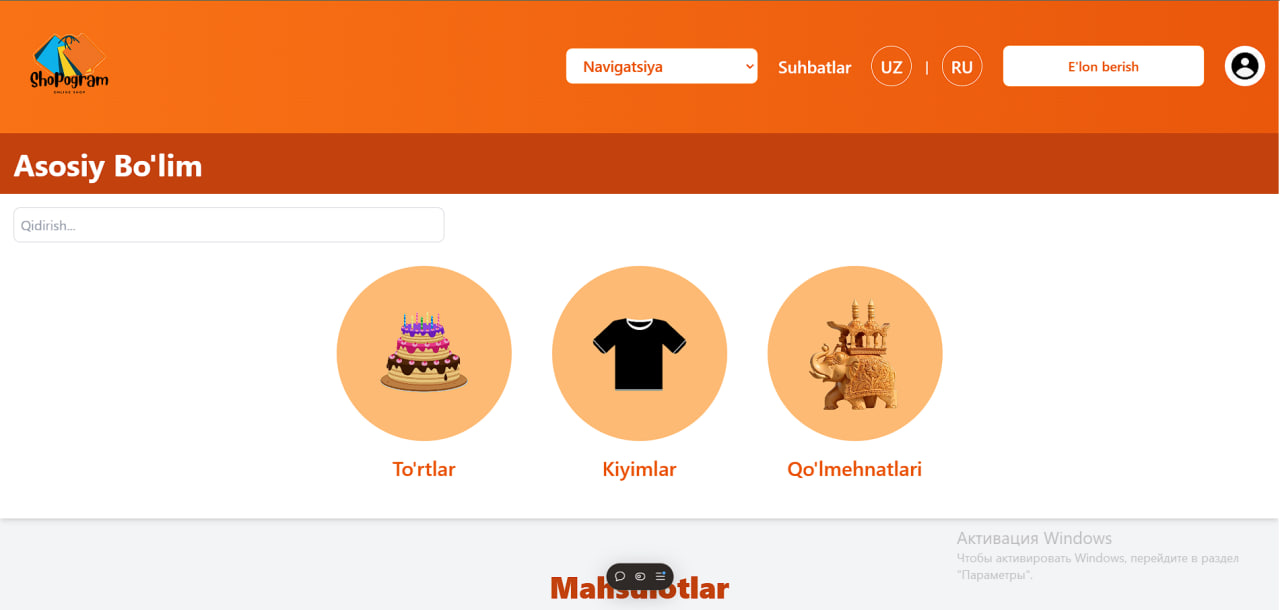 ShoPogram
ONLINE SHOP
Navigatsiya
Suhbatlar
UZ
|
RU
E'lon berish
Asosiy Bo'lim
Qidirish...
To'rtlar
Kiyimlar
Qo'lmehnatlari
Активация Windows
Чтобы активировать Windows, перейдите в раздел
"Параметры".
Mahsulotlar